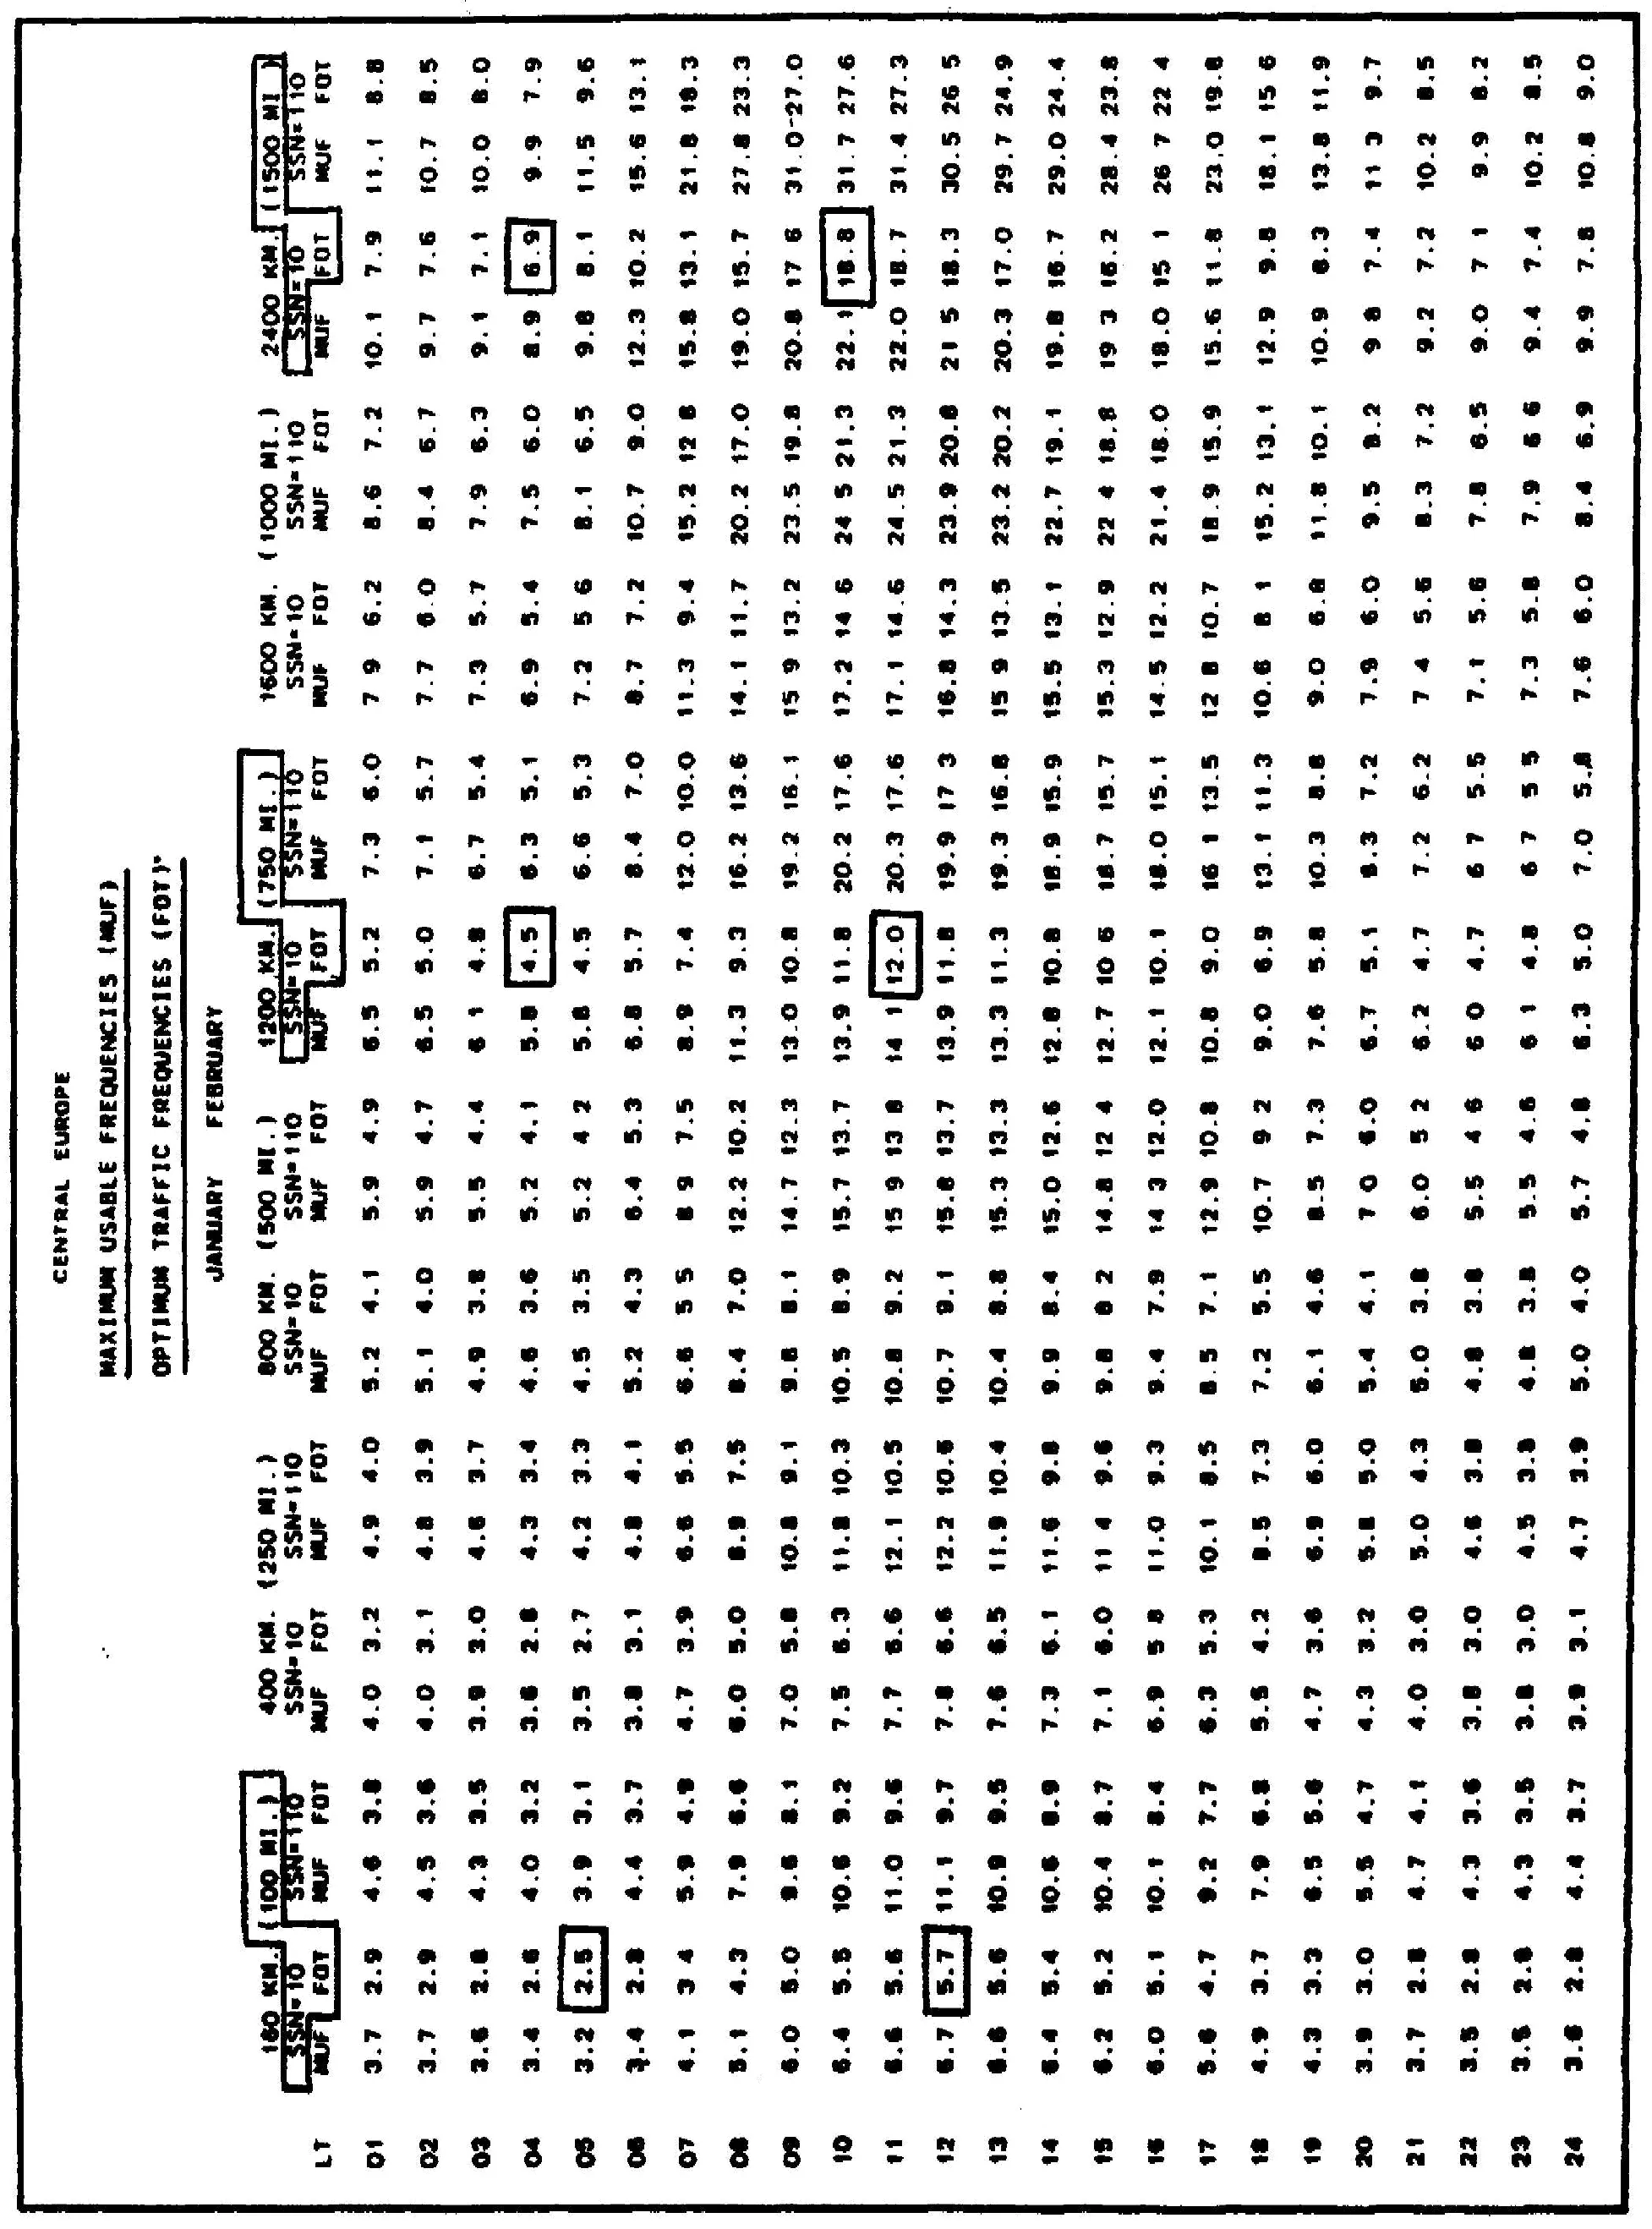 CENTRAL EUROPE
MAXIMUM USABLE FREQUENCIES (MUF)
OPTIMUM TRAFFIC FREQUENCIES (FOT)*
JANUARY FEBRUARY
160 KM. (100 MI.) 400 KM. (250 MI.) 800 KM. (500 MI.) 1200 KM. (750 MI.) 1600 KM. (1000 MI.) 2400 KM. (1500 MI.)
SSN=10 SSN=110 SSN=10 SSN=110 SSN=10 SSN=110 SSN=10 SSN=110 SSN=10 SSN=110 SSN=10 SSN=110
LT MUF FOT MUF FOT MUF FOT MUF FOT MUF FOT MUF FOT MUF FOT MUF FOT MUF FOT MUF FOT MUF FOT MUF FOT
01 3.7 2.9 4.6 3.8 4.0 3.2 4.9 4.0 5.2 4.1 5.9 4.9 6.5 5.2 7.3 6.0 7 9 6.2 8.6 7.2 10.1 7.9 11.1 8.8
02 3.7 2.9 4.5 3.6 4.0 3.1 4.8 3.9 5.1 4.0 5.9 4.7 6.5 5.0 7.1 5.7 7.7 6.0 8.4 6.7 9.7 7.6 10.7 8.5
03 3.6 2.8 4.3 3.5 3.9 3.0 4.6 3.7 4.9 3.8 5.5 4.4 6 1 4.8 6.7 5.4 7.3 5.7 7.9 6.3 9.1 7.1 10.0 8.0
04 3.4 2.6 4.0 3.2 3.6 2.8 4.3 3.4 4.6 3.6 5.2 4.1 5.8 4.5 6.3 5.1 6.9 5.4 7.5 6.0 8.9 6.9 9.9 7.9
05 3.2 2.5 3.9 3.1 3.5 2.7 4.2 3.3 4.5 3.5 5.2 4 2 5.8 4.5 6.6 5.3 7.2 5 6 8.1 6.5 9.8 8.1 11.5 9.6
06 3.4 2.8 4.4 3.7 3.8 3.1 4.8 4.1 5.2 4.3 6.4 5.3 6.8 5.7 8.4 7.0 8.7 7.2 10.7 9.0 12.3 10.2 15.6 13.1
07 4.1 3 4 5.9 4.9 4.7 3.9 6.6 5.5 6.6 5 5 8 9 7.5 8.9 7.4 12.0 10.0 11.3 9.4 15.2 12 8 15.8 13.1 21.8 18.3
08 5.1 4.3 7.9 6.6 6.0 5.0 8.9 7.5 8.4 7.0 12.2 10.2 11.3 9.3 16.2 13.6 14.1 11.7 20.2 17.0 19.0 15.7 27.8 23.3
09 6.0 5.0 9.6 8.1 7.0 5.8 10.8 9.1 9.8 8.1 14.7 12.3 13.0 10.8 19.2 16.1 15 9 13.2 23.5 19.8 20.8 17 6 31.0-27.0
10 6.4 5.5 10.6 9.2 7.5 6.3 11.8 10.3 10.5 8.9 15.7 13.7 13.9 11.8 20.2 17.6 17.2 14 6 24 5 21.3 22.1 18.8 31.7 27.6
11 6.6 5.6 11.0 9.6 7.7 6.6 12.1 10.5 10.8 9.2 15 9 13 8 14 1 12.0 20.3 17.6 17.1 14.6 24.5 21.3 22.0 18.7 31.4 27.3
12 6.7 5.7 11.1 9.7 7.8 6.6 12.2 10.6 10.7 9.1 15.8 13.7 13.9 11.8 19.9 17 3 16.8 14.3 23.9 20.8 21 5 18.3 30.5 26 5
13 6.6 5.6 10.9 9.5 7.6 6.5 11.9 10.4 10.4 8.8 15.3 13.3 13.3 11.3 19.3 16.8 15 9 13.5 23.2 20.2 20.3 17.0 29.7 24.9
14 6.4 5.4 10.6 8.9 7.3 6.1 11.6 9.8 9.9 8.4 15.0 12.6 12.8 10.8 18.9 15.9 15.5 13.1 22.7 19.1 19.8 16.7 29.0 24.4
15 6.2 5.2 10.4 8.7 7.1 6.0 11 4 9.6 9.8 8 2 14.8 12 4 12.7 10 6 18.7 15.7 15.3 12.9 22 4 18.8 19 3 16.2 28.4 23.8
16 6.0 5.1 10.1 8.4 6.9 5 8 11.0 9.3 9.4 7.9 14 3 12.0 12.1 10.1 18.0 15.1 14.5 12.2 21.4 18.0 18.0 15 1 26 7 22 4
17 5.6 4.7 9.2 7.7 6.3 5.3 10.1 8.5 8.5 7.1 12.9 10.8 10.8 9.0 16 1 13.5 12 8 10.7 18.9 15.9 15.6 11.8 23.0 19.8
18 4.9 3.7 7.9 6.8 5.5 4.2 8.5 7.3 7.2 5.5 10.7 9 2 9.0 6.9 13.1 11.3 10.6 8 1 15.2 13.1 12.9 9.8 18.1 15.6
19 4.3 3.3 6.5 5.6 4.7 3.6 6.9 6.0 6.1 4.6 8.5 7.3 7.6 5.8 10.3 8.8 9.0 6.8 11.8 10.1 10.9 8.3 13.8 11.9
20 3.9 3.0 5.5 4.7 4.3 3.2 5.8 5.0 5.4 4.1 7 0 6.0 6.7 5.1 8.3 7.2 7.9 6.0 9.5 8.2 9 8 7.4 11 3 9.7
21 3.7 2.8 4.7 4.1 4.0 3.0 5.0 4.3 5.0 3.8 6.0 5 2 6.2 4.7 7.2 6.2 7 4 5.6 8.3 7.2 9.2 7.2 10.2 8.5
22 3.5 2.8 4.3 3.6 3.8 3.0 4.6 3.8 4.8 3.8 5.5 4 6 6 0 4.7 6 7 5.5 7.1 5.6 7.8 6.5 9.0 7 1 9.9 8.2
23 3.5 2.8 4.3 3.5 3.8 3.0 4.5 3.8 4.8 3.8 5.5 4.6 6 1 4.8 6 7 5 5 7.3 5.8 7.9 6 6 9.4 7.4 10.2 8.5
24 3.6 2.8 4.4 3.7 3.9 3.1 4.7 3.9 5.0 4.0 5.7 4.8 6.3 5.0 7.0 5.8 7.6 6.0 8.4 6.9 9.9 7.8 10.8 9.0